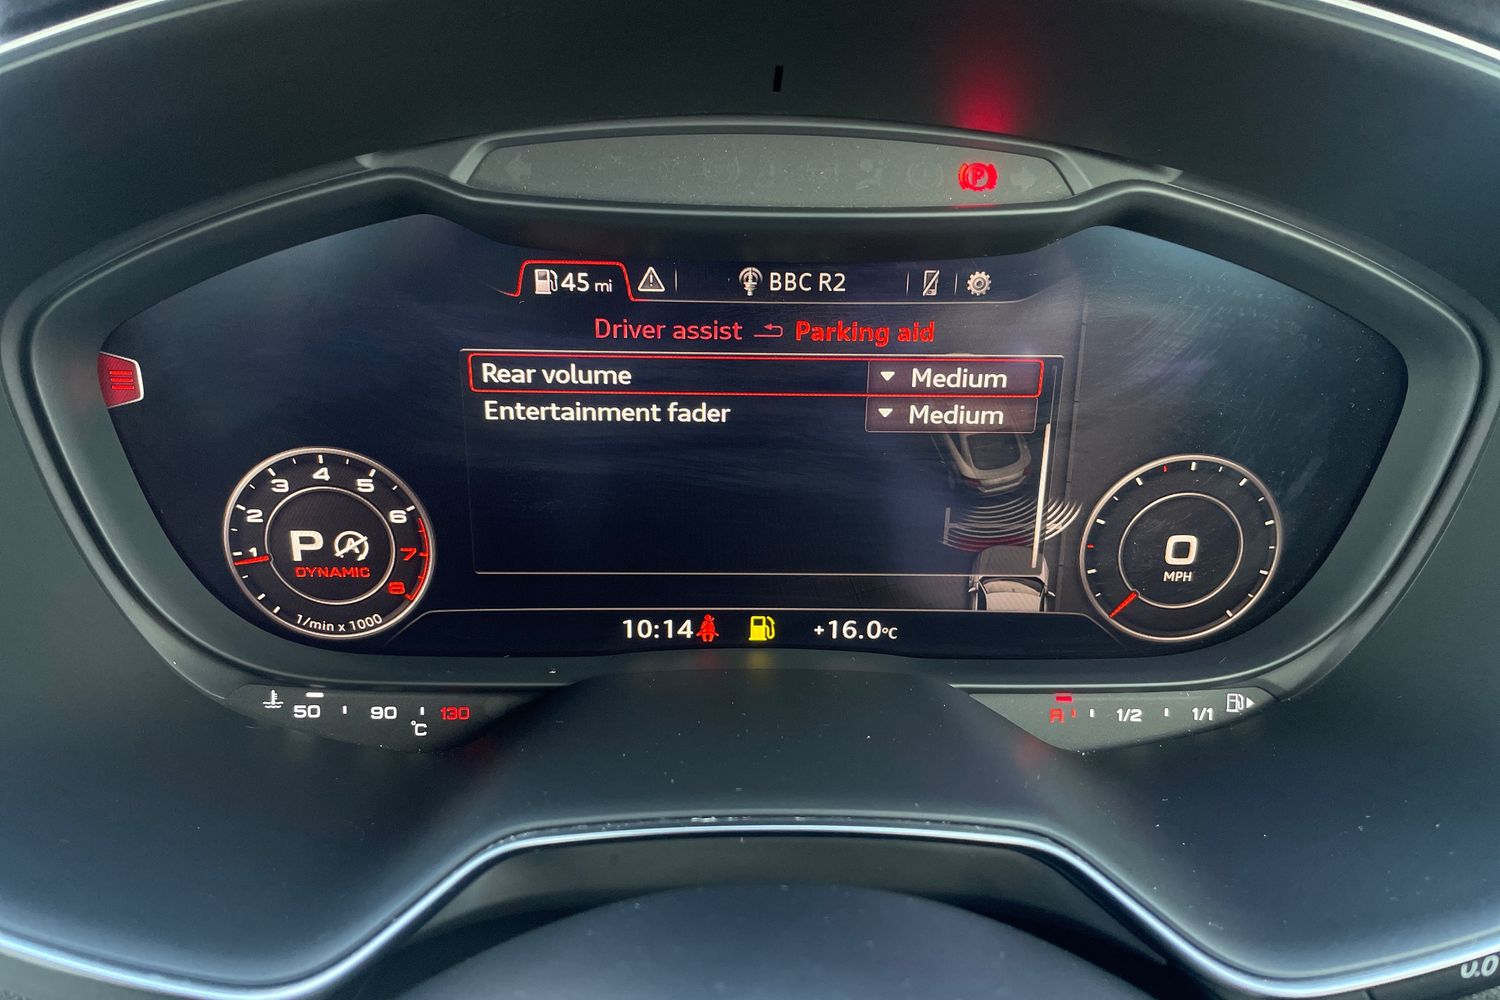 P
45 mi
BBC R2
Driver assist
Parking aid
Rear volume
Medium
Entertainment fader
Medium
1
2
3
4
5
6
7
8
P
A
DYNAMIC
1/min x 1000
0
MPH
10:14
+16.0°C
50
90
130
°C
R
1/2
1/1
0.0